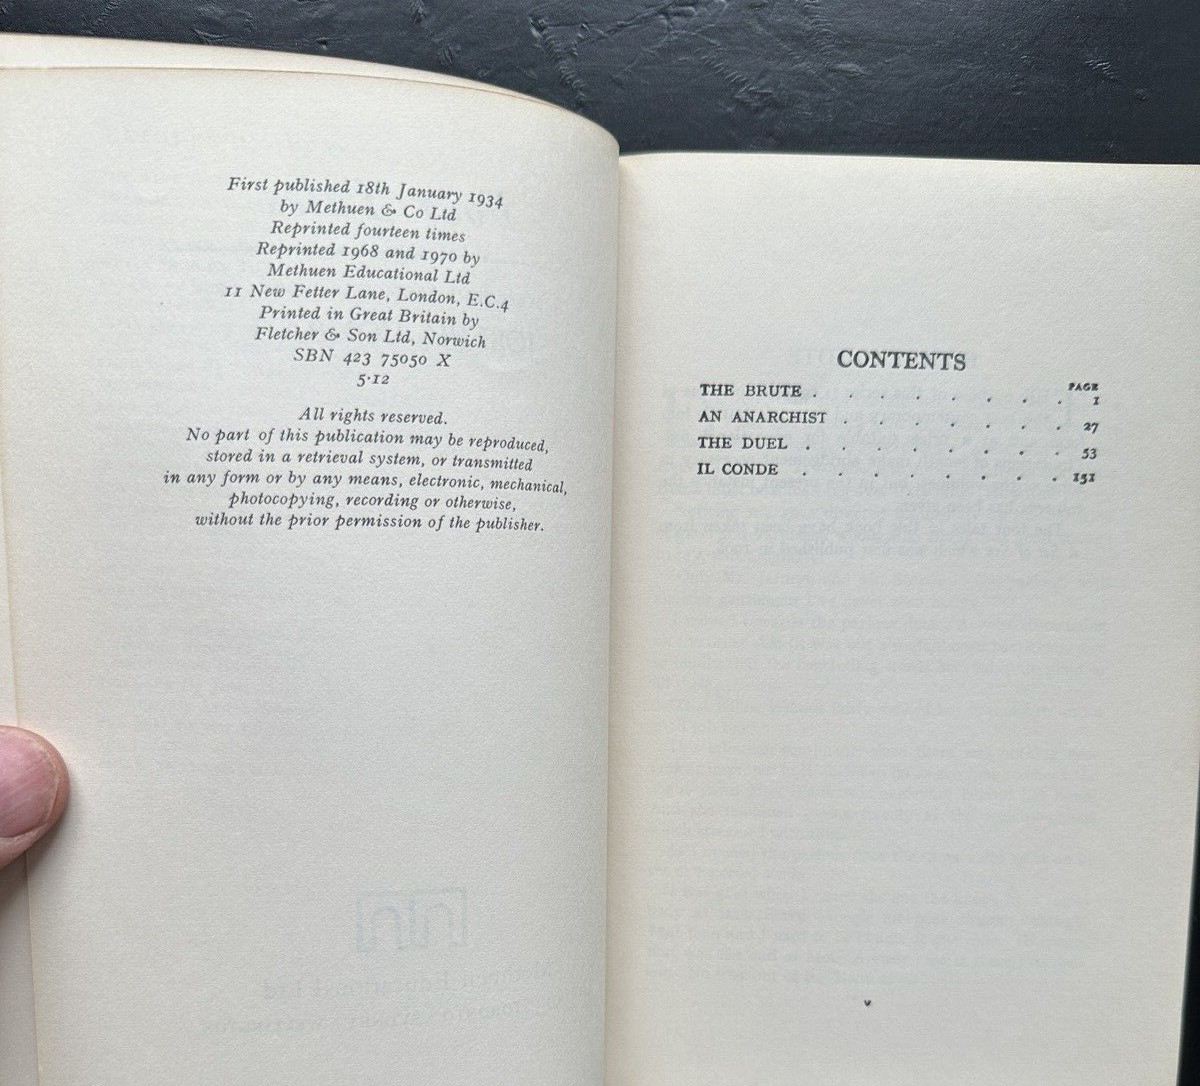 First published 18th January 1934
by Methuen & Co Ltd
Reprinted fourteen times
Reprinted 1968 and 1970 by
Methuen Educational Ltd
11 New Fetter Lane, London, E.C.4
Printed in Great Britain by
Fletcher & Son Ltd, Norwich
SBN 423 75050 X
5·12
All rights reserved.
No part of this publication may be reproduced,
stored in a retrieval system, or transmitted
in any form or by any means, electronic, mechanical,
photocopying, recording or otherwise,
without the prior permission of the publisher.
CONTENTS
PAGE
THE BRUTE . . . . . . . . 1
AN ANARCHIST . . . . . . . 27
THE DUEL . . . . . . . . 53
IL CONDE . . . . . . . . 151
v